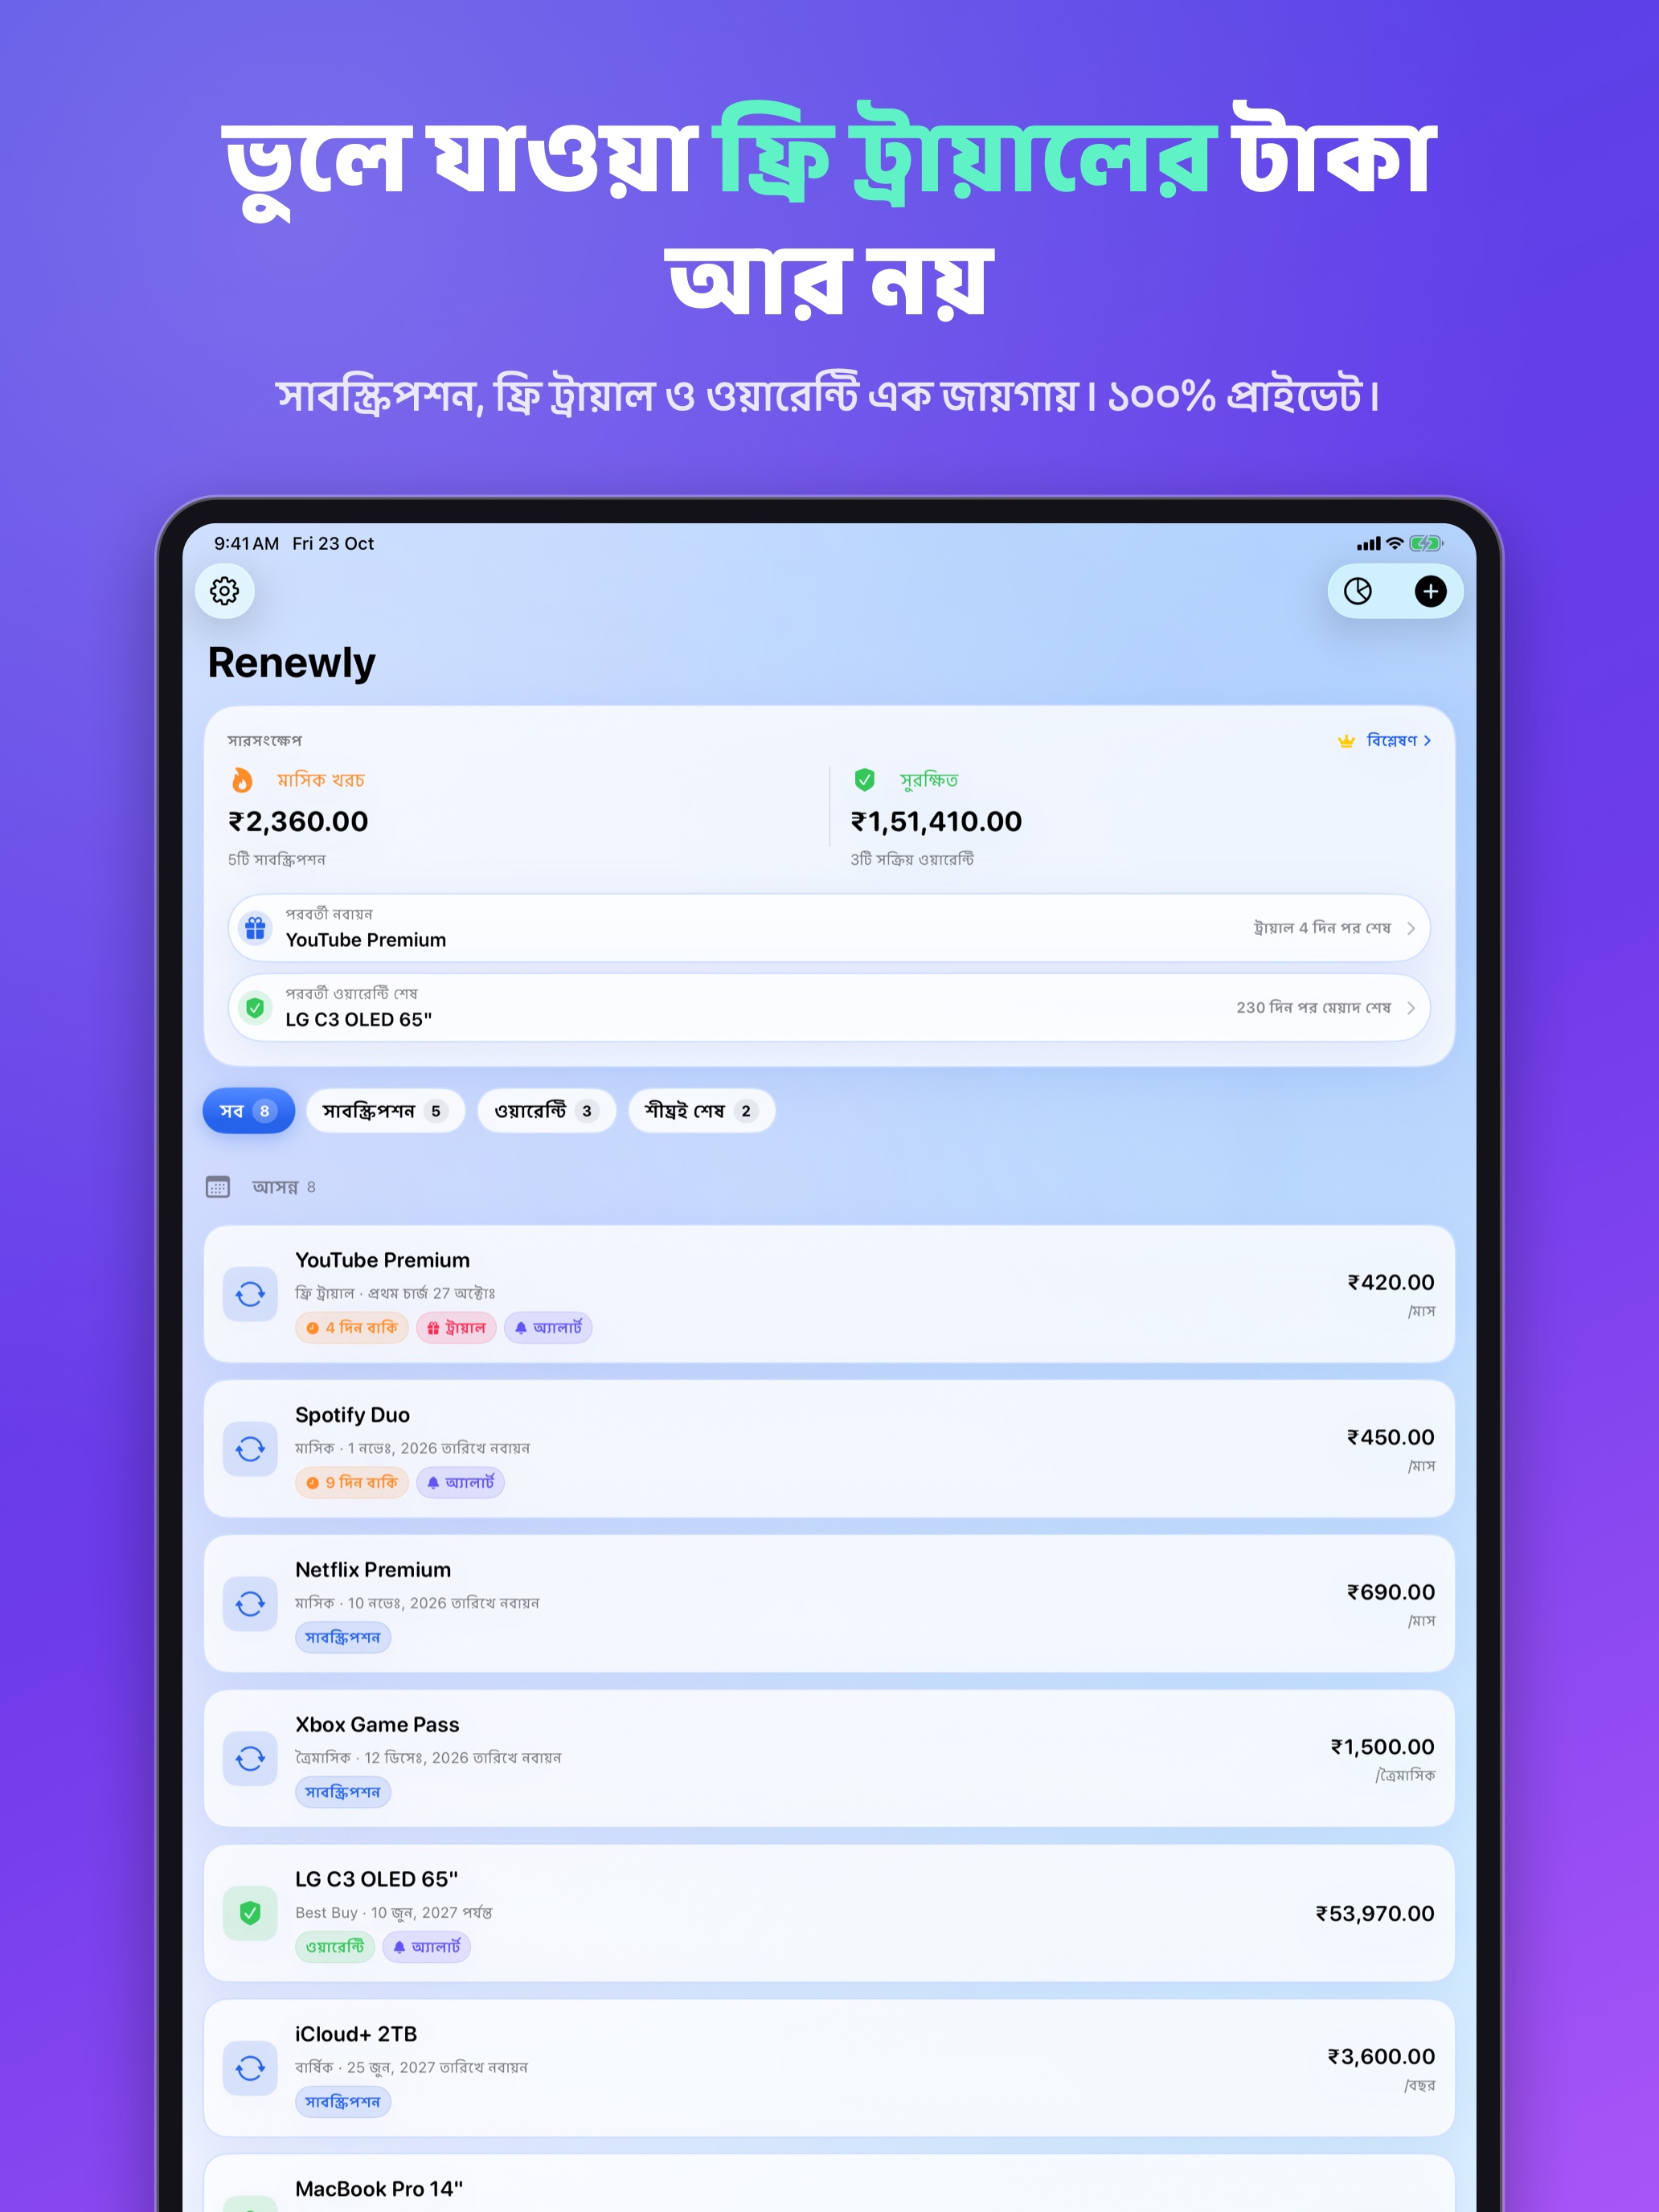 ভুলে যাওয়া ফ্রি ট্রায়ালের টাকা
আর নয়
সাবস্ক্রিপশন, ফ্রি ট্রায়াল ও ওয়ারেন্টি এক জায়গায়। ১০০% প্রাইভেট।
9:41 AM Fri 23 Oct
Renewly
সারসংক্ষেপ
বিশ্লেষণ
মাসিক খরচ
₹2,360.00
5টি সাবস্ক্রিপশন
সুরক্ষিত
₹1,51,410.00
3টি সক্রিয় ওয়ারেন্টি
পরবর্তী নবায়ন
YouTube Premium
ট্রায়াল 4 দিন পর শেষ
পরবর্তী ওয়ারেন্টি শেষ
LG C3 OLED 65"
230 দিন পর মেয়াদ শেষ
সব 8 সাবস্ক্রিপশন 5 ওয়ারেন্টি 3 শীঘ্রই শেষ 2
আসন্ন 8
YouTube Premium
ফ্রি ট্রায়াল · প্রথম চার্জ 27 অক্টোঃ
4 দিন বাকি ট্রায়াল অ্যালার্ট
₹420.00
/মাস
Spotify Duo
মাসিক · 1 নভেঃ, 2026 তারিখে নবায়ন
9 দিন বাকি অ্যালার্ট
₹450.00
/মাস
Netflix Premium
মাসিক · 10 নভেঃ, 2026 তারিখে নবায়ন
সাবস্ক্রিপশন
₹690.00
/মাস
Xbox Game Pass
ত্রৈমাসিক · 12 ডিসেঃ, 2026 তারিখে নবায়ন
সাবস্ক্রিপশন
₹1,500.00
/ত্রৈমাসিক
LG C3 OLED 65"
Best Buy · 10 জুন, 2027 পর্যন্ত
ওয়ারেন্টি অ্যালার্ট
₹53,970.00
iCloud+ 2TB
বার্ষিক · 25 জুন, 2027 তারিখে নবায়ন
সাবস্ক্রিপশন
₹3,600.00
/বছর
MacBook Pro 14"